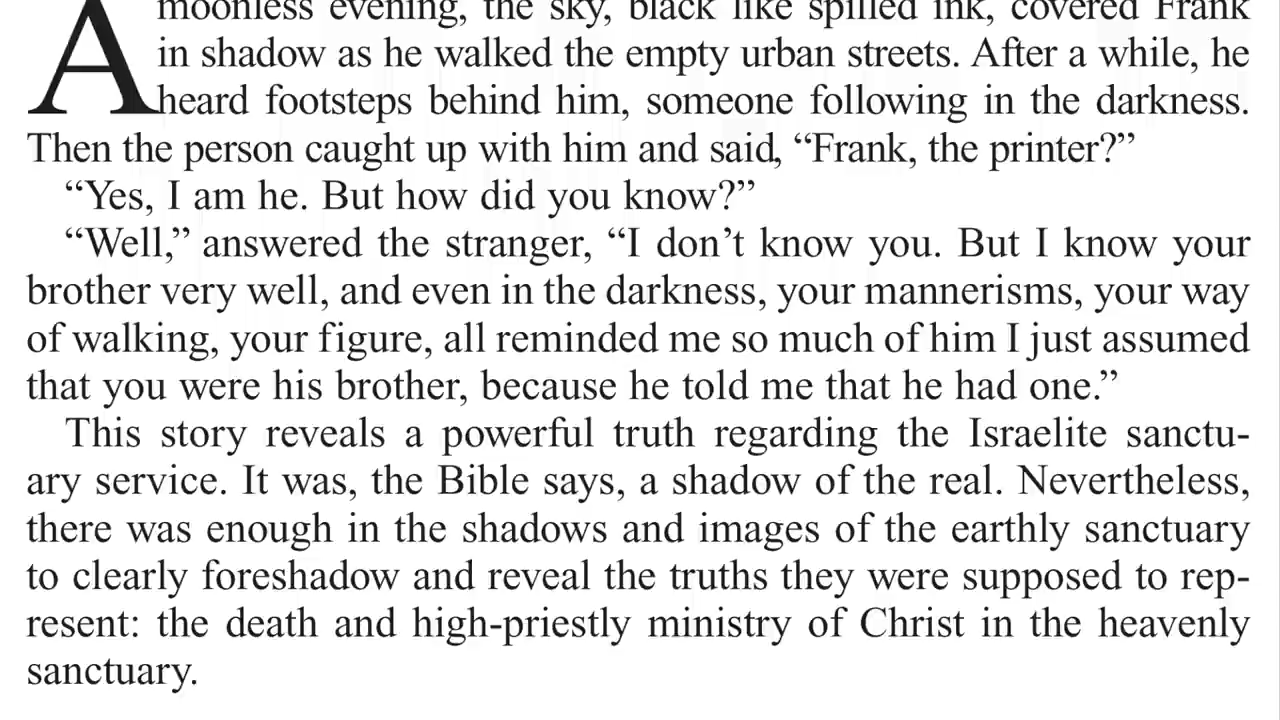 A moonless evening, the sky, black like spilled ink, covered Frank
in shadow as he walked the empty urban streets. After a while, he
heard footsteps behind him, someone following in the darkness.
Then the person caught up with him and said, “Frank, the printer?”
“Yes, I am he. But how did you know?”
“Well,” answered the stranger, “I don’t know you. But I know your
brother very well, and even in the darkness, your mannerisms, your way
of walking, your figure, all reminded me so much of him I just assumed
that you were his brother, because he told me that he had one.”
This story reveals a powerful truth regarding the Israelite sanctu-
ary service. It was, the Bible says, a shadow of the real. Nevertheless,
there was enough in the shadows and images of the earthly sanctuary
to clearly foreshadow and reveal the truths they were supposed to rep-
resent: the death and high-priestly ministry of Christ in the heavenly
sanctuary.